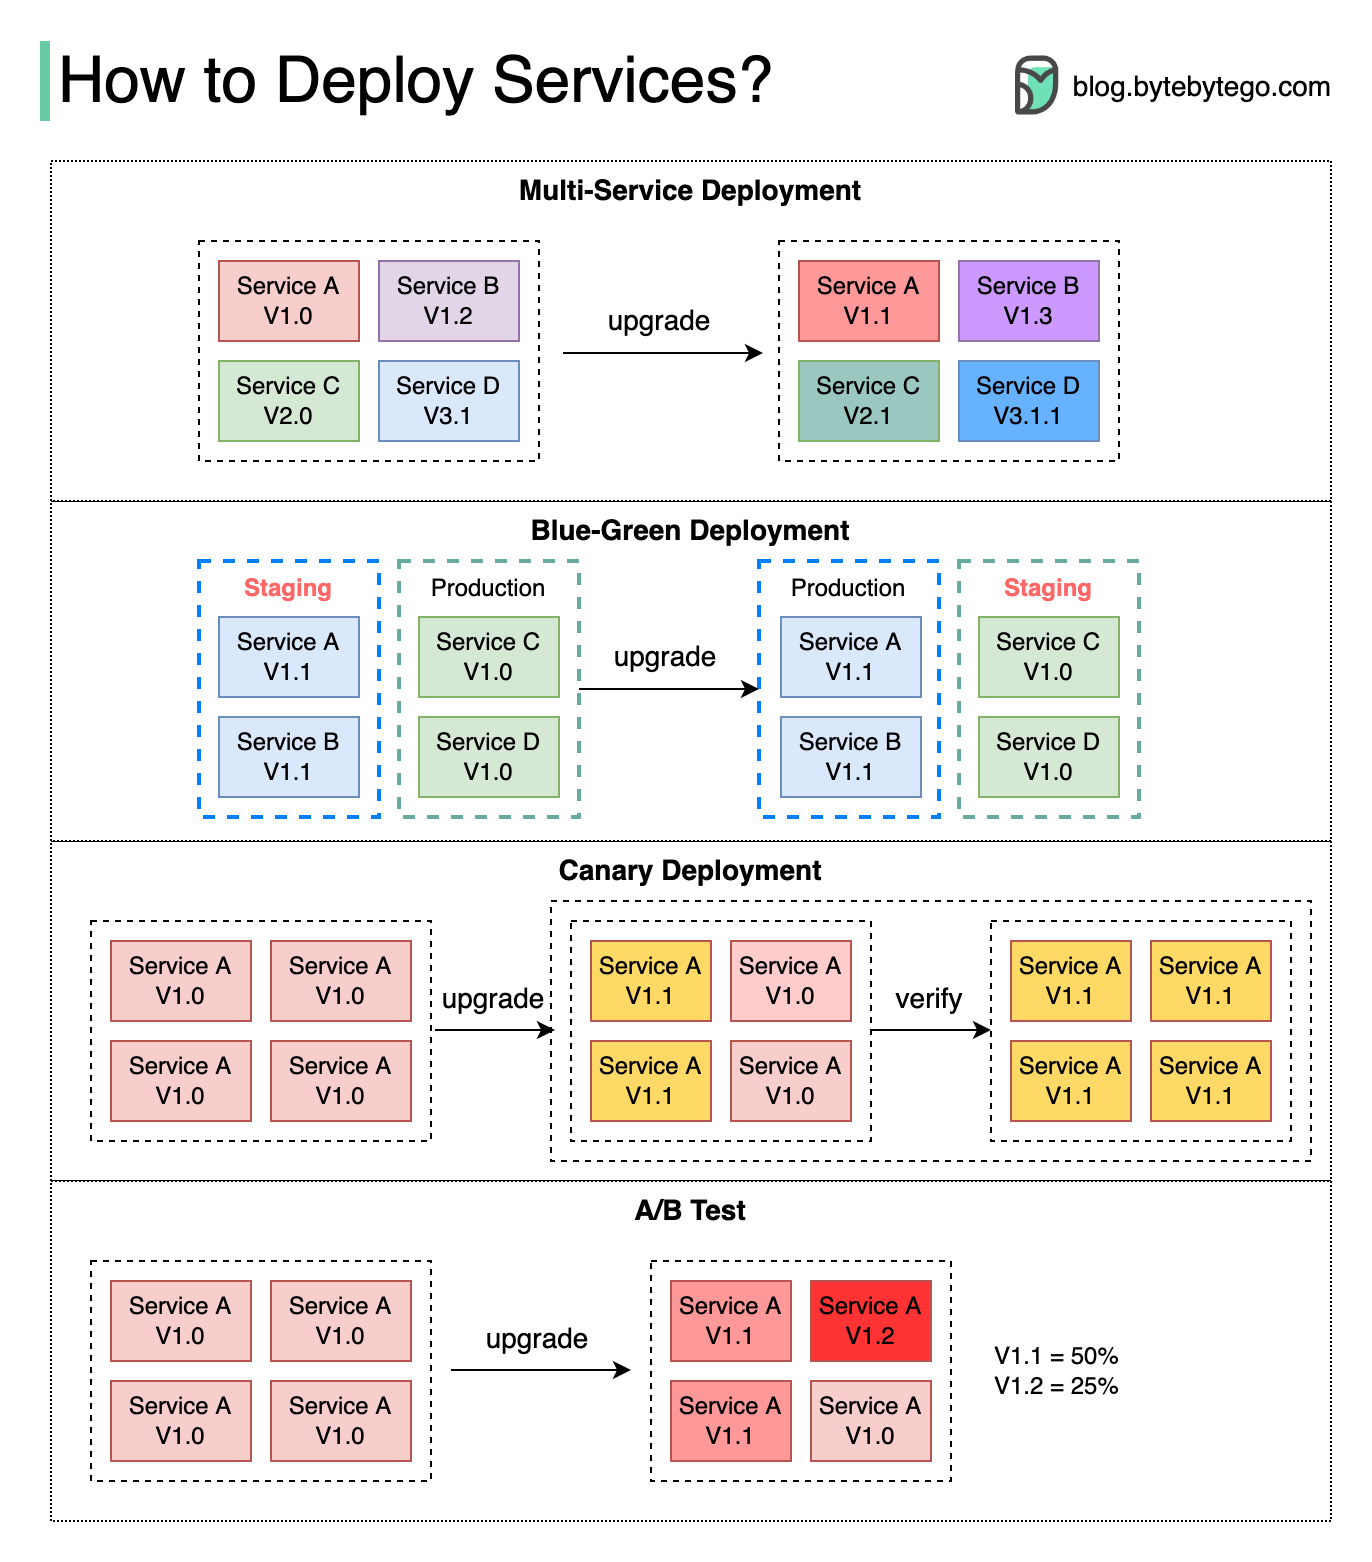 How to Deploy Services?
blog.bytebytego.com
Multi-Service Deployment
Service A
V1.0
Service B
V1.2
Service C
V2.0
Service D
V3.1
upgrade
Service A
V1.1
Service B
V1.3
Service C
V2.1
Service D
V3.1.1
Blue-Green Deployment
Staging
Service A
V1.1
Service B
V1.1
Production
Service C
V1.0
Service D
V1.0
upgrade
Production
Service A
V1.1
Service B
V1.1
Staging
Service C
V1.0
Service D
V1.0
Canary Deployment
Service A
V1.0
Service A
V1.0
Service A
V1.0
Service A
V1.0
upgrade
Service A
V1.1
Service A
V1.0
Service A
V1.1
Service A
V1.0
verify
Service A
V1.1
Service A
V1.1
Service A
V1.1
Service A
V1.1
A/B Test
Service A
V1.0
Service A
V1.0
Service A
V1.0
Service A
V1.0
upgrade
Service A
V1.1
Service A
V1.2
Service A
V1.1
Service A
V1.0
V1.1 = 50%
V1.2 = 25%